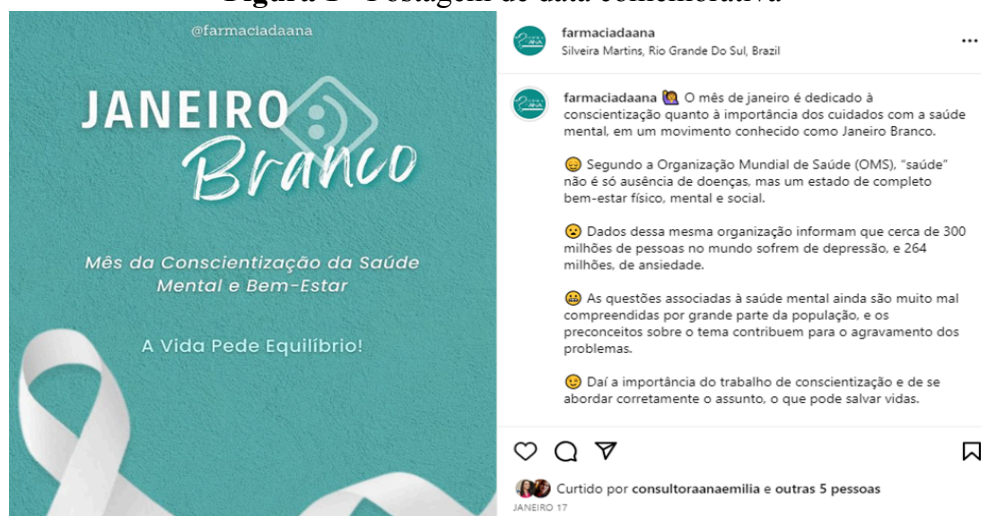 @farmaciadaana
JANEIRO
Branco
Mês da Conscientização da Saúde
Mental e Bem-Estar
A Vida Pede Equilíbrio!
farmaciadaana
Silveira Martins, Rio Grande Do Sul, Brazil
farmaciadaana 🙋 O mês de janeiro é dedicado à
conscientização quanto à importância dos cuidados com a saúde
mental, em um movimento conhecido como Janeiro Branco.
😔 Segundo a Organização Mundial de Saúde (OMS), “saúde”
não é só ausência de doenças, mas um estado de completo
bem-estar físico, mental e social.
😧 Dados dessa mesma organização informam que cerca de 300
milhões de pessoas no mundo sofrem de depressão, e 264
milhões, de ansiedade.
😬 As questões associadas à saúde mental ainda são muito mal
compreendidas por grande parte da população, e os
preconceitos sobre o tema contribuem para o agravamento dos
problemas.
😉 Daí a importância do trabalho de conscientização e de se
abordar corretamente o assunto, o que pode salvar vidas.
Curtido por consultoraanaemilia e outras 5 pessoas
JANEIRO 17